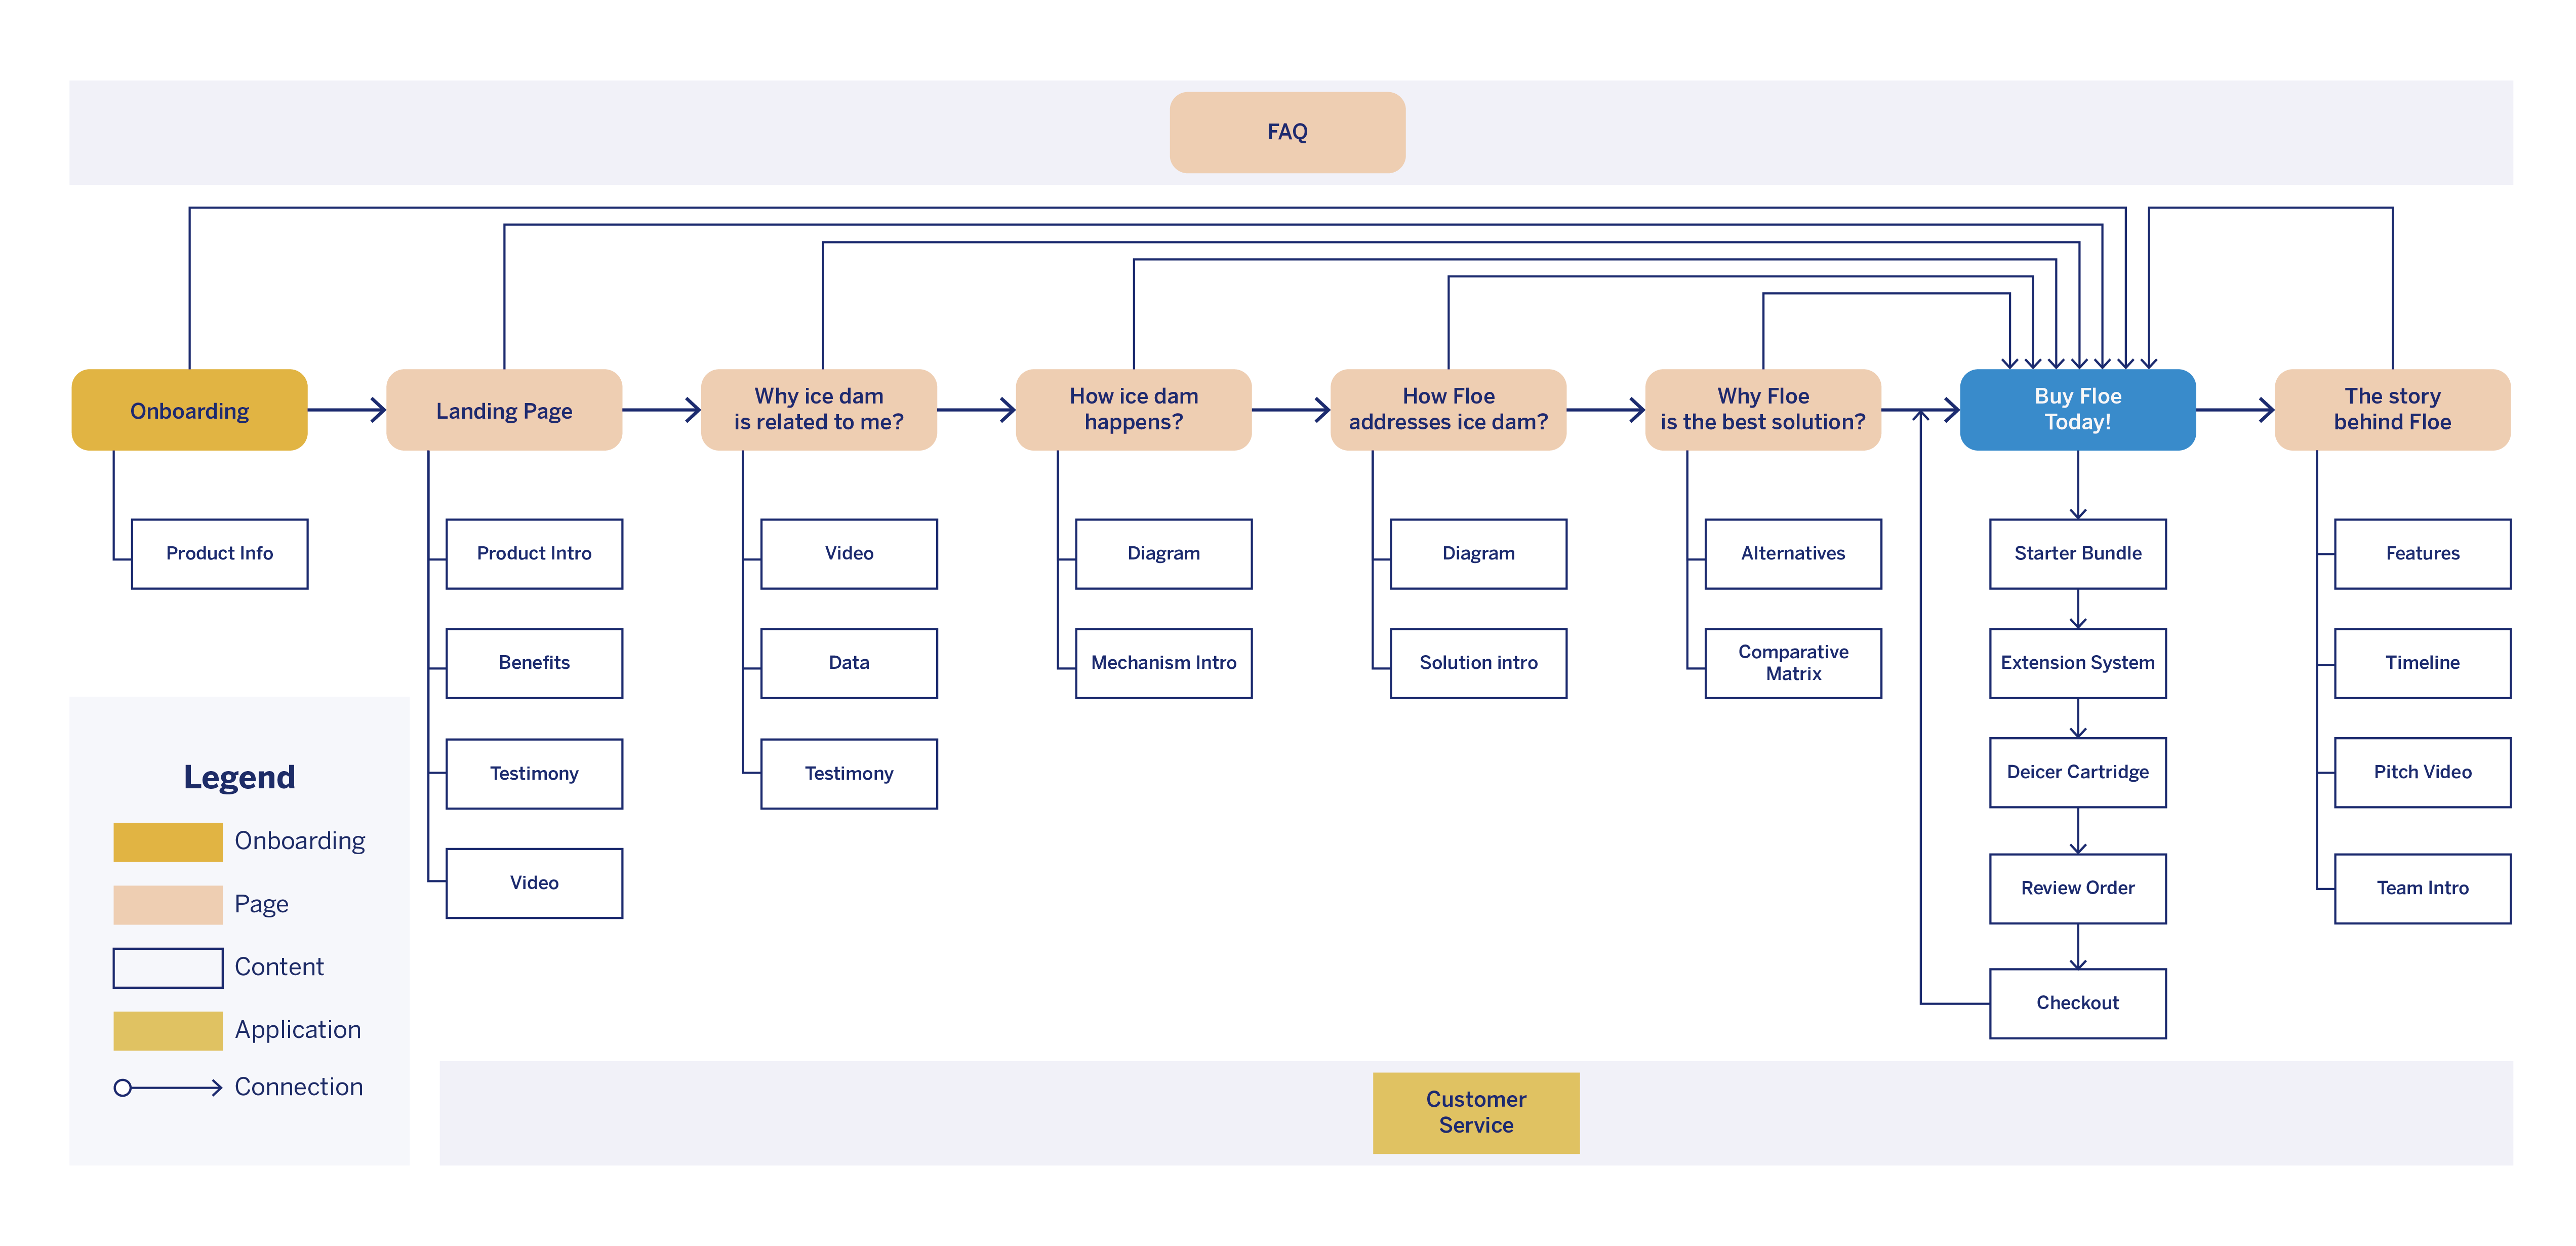 FAQ
Onboarding
Landing Page
Why ice dam
is related to me?
How ice dam
happens?
How Floe
addresses ice dam?
Why Floe
is the best solution?
Buy Floe
Today!
The story
behind Floe
Product Info
Product Intro
Benefits
Testimony
Video
Video
Data
Testimony
Diagram
Mechanism Intro
Diagram
Solution intro
Alternatives
Comparative
Matrix
Starter Bundle
Extension System
Deicer Cartridge
Review Order
Checkout
Features
Timeline
Pitch Video
Team Intro
Legend
Onboarding
Page
Content
Application
Connection
Customer
Service